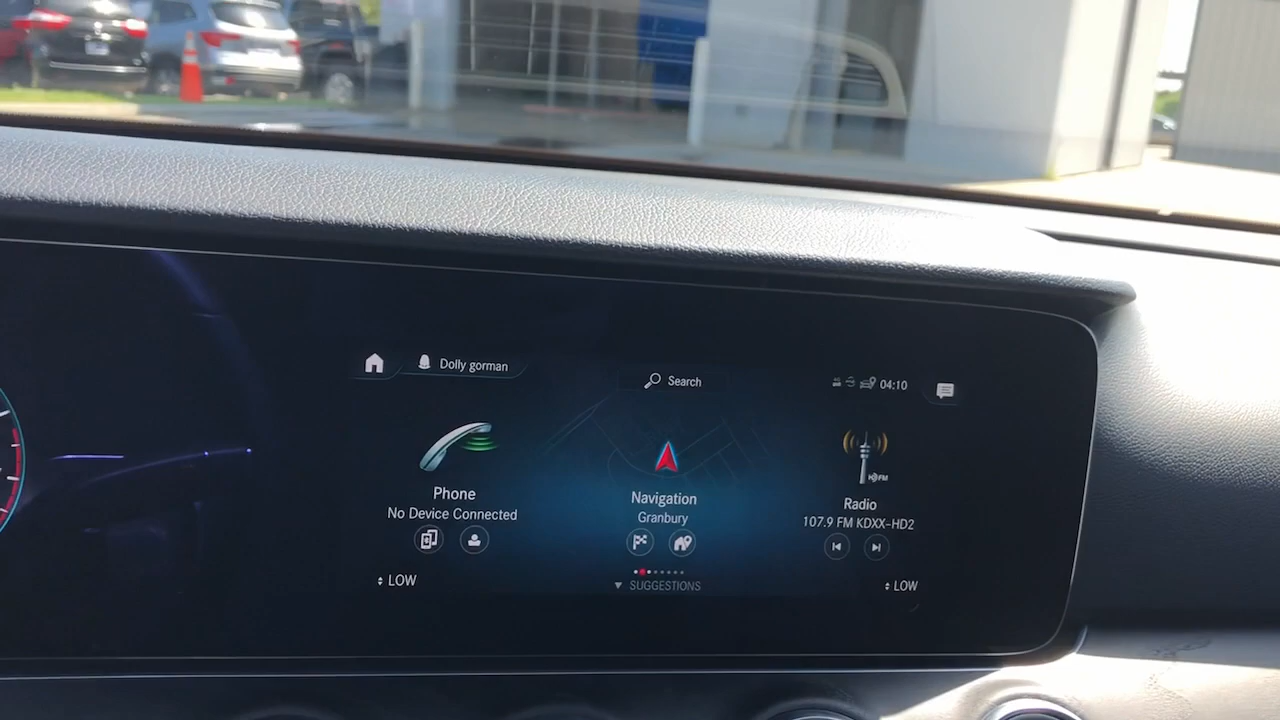 Dolly gorman
Search
04:10
Phone
No Device Connected
Navigation
Granbury
Radio
107.9 FM KDXX-HD2
LOW
SUGGESTIONS
LOW